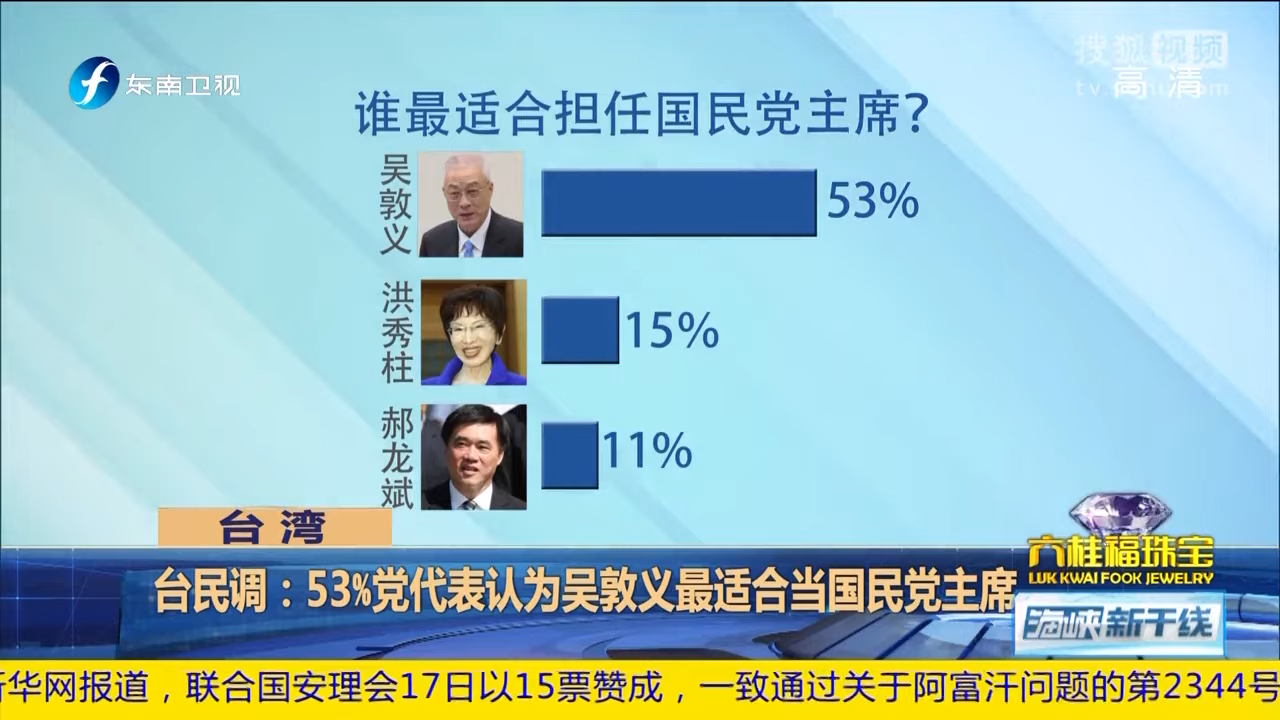 搜狐视频
东南卫视
高清
谁最适合担任国民党主席？
吴敦义
53%
洪秀柱
15%
郝龙斌
11%
台湾
台民调：53%党代表认为吴敦义最适合当国民党主席
六桂福珠宝
LUK KWAI FOOK JEWELRY
海峡新干线
华网报道，联合国安理会17日以15票赞成，一致通过关于阿富汗问题的第2344号